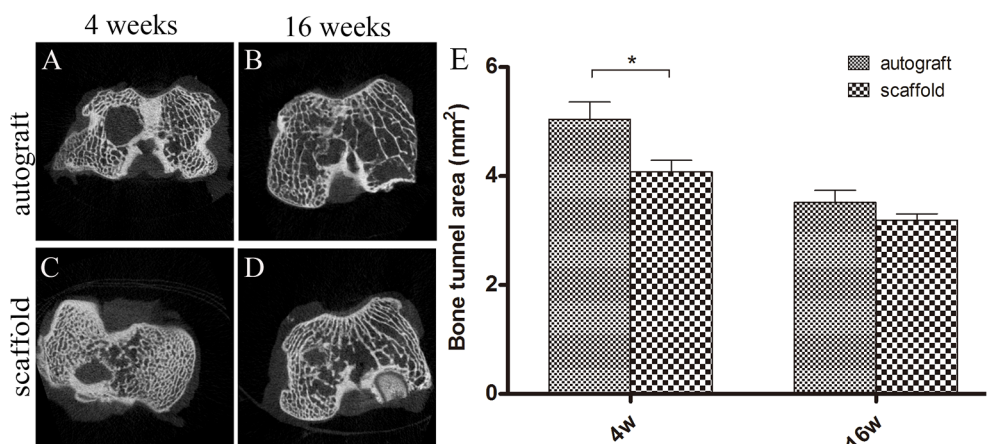 4 weeks
16 weeks
autograft
scaffold
A
B
C
D
E
Bone tunnel area (mm²)
6
4
2
0
*
autograft
scaffold
4w
16w